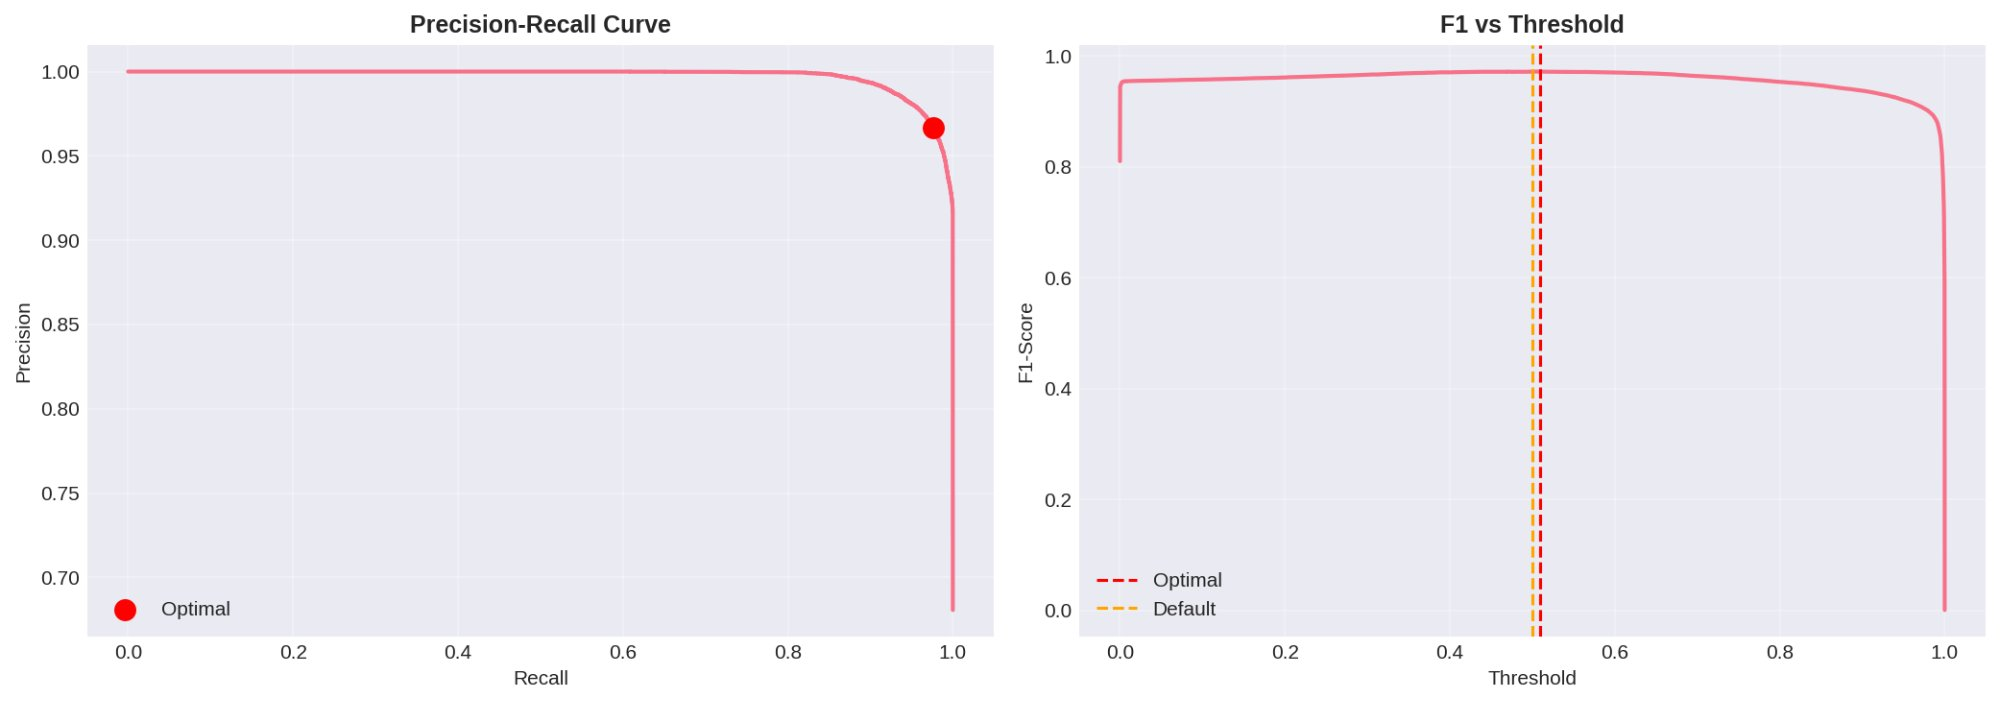 Precision-Recall Curve
1.00
0.95
0.90
0.85
0.80
0.75
0.70
Precision
Optimal
0.0 0.2 0.4 0.6 0.8 1.0
Recall
F1 vs Threshold
1.0
0.8
0.6
0.4
0.2
0.0
F1-Score
Optimal
Default
0.0 0.2 0.4 0.6 0.8 1.0
Threshold